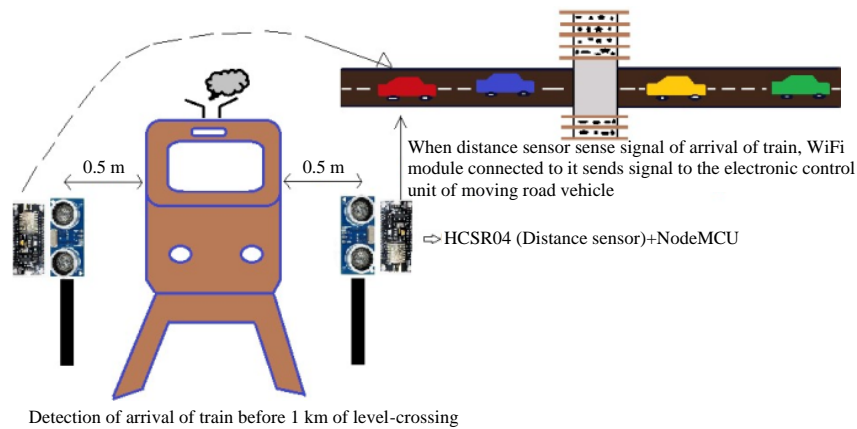 0.5 m
0.5 m
When distance sensor sense signal of arrival of train, WiFi
module connected to it sends signal to the electronic control
unit of moving road vehicle
HCSR04 (Distance sensor)+NodeMCU
Detection of arrival of train before 1 km of level-crossing